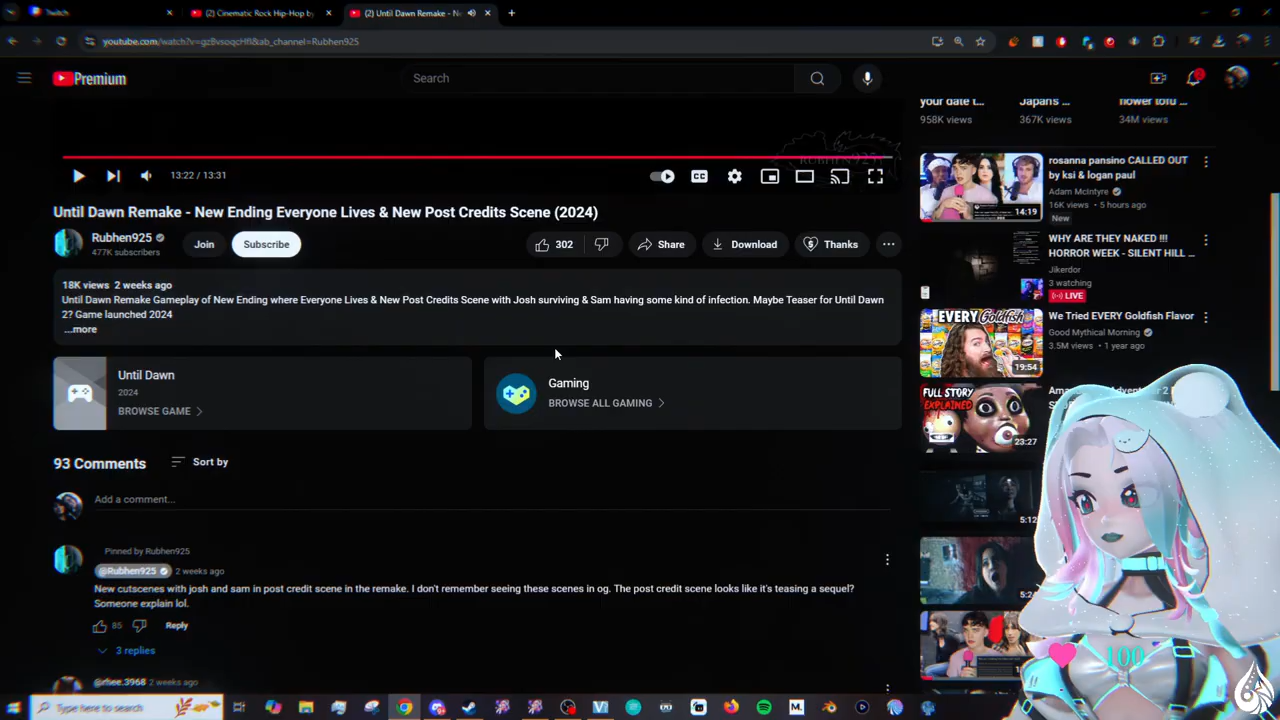 Twitch
(2) Cinematic Rock Hip-Hop by
(2) Until Dawn Remake - N
youtube.com/watch?v=gzBvsoqcHfI&ab_channel=Rubhen925
Premium
Search
your date t...
Japan's ...
flower tofu ...
958K views
367K views
34M views
RUBHEN925
13:22 / 13:31
CC
Until Dawn Remake - New Ending Everyone Lives & New Post Credits Scene (2024)
Rubhen925
477K subscribers
Join
Subscribe
302
Share
Download
Thanks
18K views 2 weeks ago
Until Dawn Remake Gameplay of New Ending where Everyone Lives & New Post Credits Scene with Josh surviving & Sam having some kind of infection. Maybe Teaser for Until Dawn
2? Game launched 2024
...more
Until Dawn
2024
BROWSE GAME
Gaming
BROWSE ALL GAMING
93 Comments
Sort by
Add a comment...
Pinned by Rubhen925
@Rubhen925
2 weeks ago
New cutscenes with josh and sam in post credit scene in the remake. I don't remember seeing these scenes in og. The post credit scene looks like it's teasing a sequel?
Someone explain lol.
85
Reply
3 replies
@rhee.3968 2 weeks ago
rosanna pansino CALLED OUT
by ksi & logan paul
Adam McIntyre
16K views • 5 hours ago
New
14:19
WHY ARE THEY NAKED !!!
HORROR WEEK - SILENT HILL ...
Jikerdor
3 watching
LIVE
EVERY Goldfish
19:54
We Tried EVERY Goldfish Flavor
Good Mythical Morning
3.5M views • 1 year ago
FULL STORY
EXPLAINED
23:27
5:12
100
Type here to search